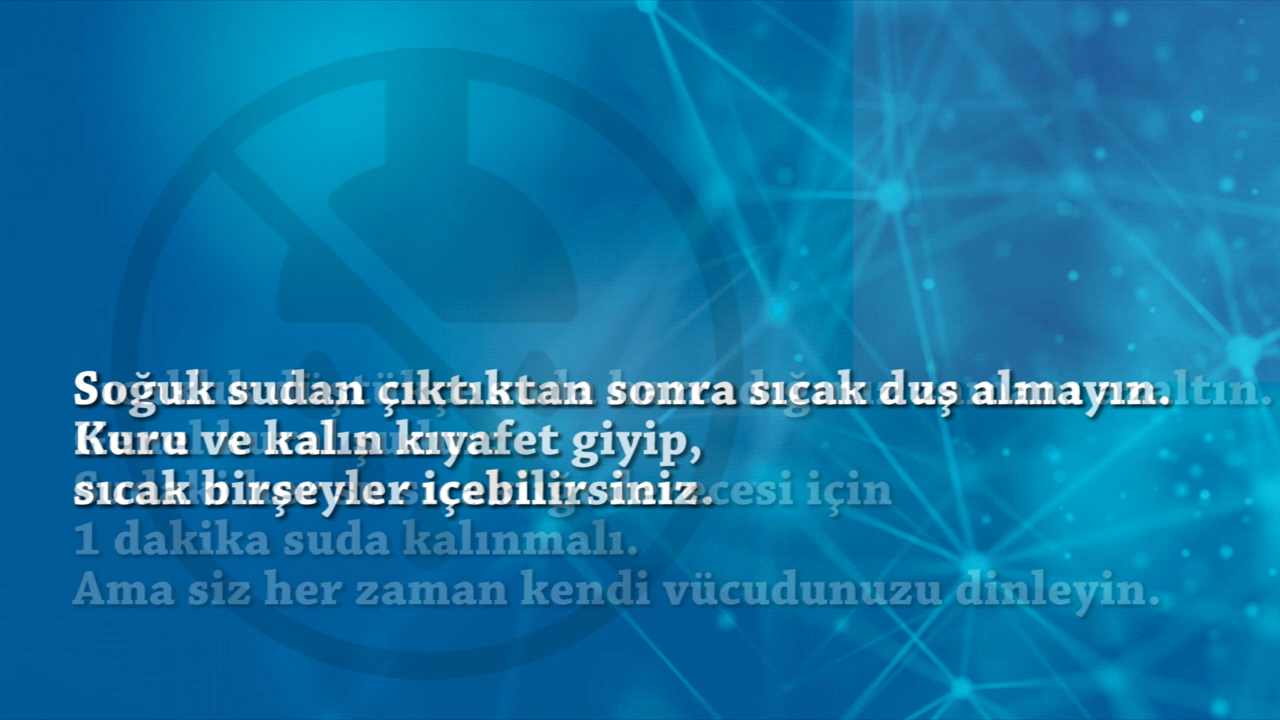 Soğuk sudan çıktıktan sonra sıcak duş almayın.
Kuru ve kalın kıyafet giyip,
sıcak birşeyler içebilirsiniz.
için
1 dakika suda kalınmalı.
Ama siz her zaman kendi vücudunuzu dinleyin.